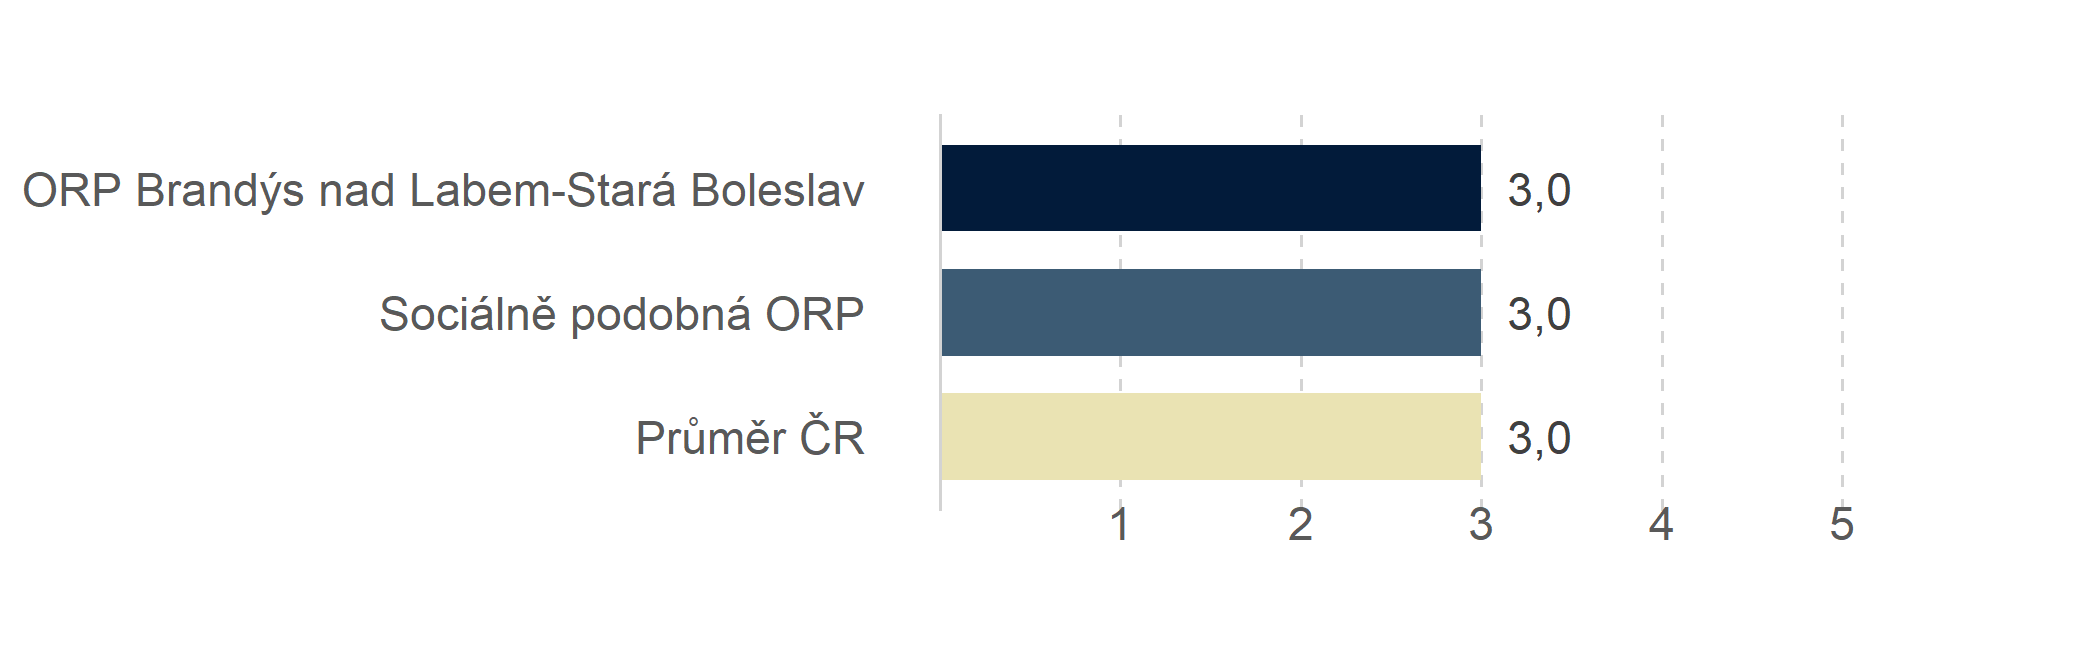 ORP Brandýs nad Labem-Stará Boleslav 3,0
Sociálně podobná ORP 3,0
Průměr ČR 3,0
1 2 3 4 5